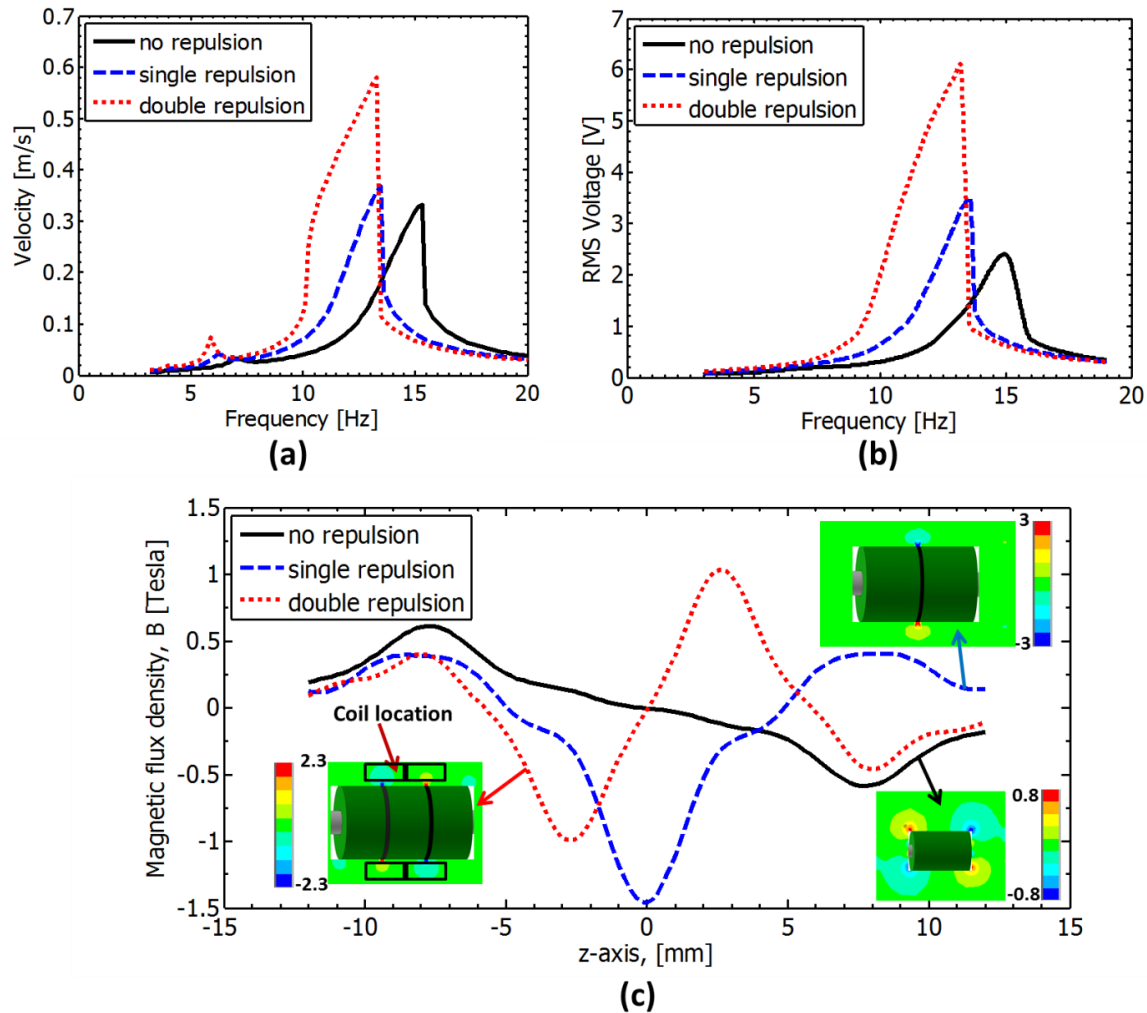 0.7
0.6
0.5
0.4
0.3
0.2
0.1
0
Velocity [m/s]
no repulsion
single repulsion
double repulsion
0 5 10 15 20
Frequency [Hz]
(a)
7
6
5
4
3
2
1
0
RMS Voltage [V]
no repulsion
single repulsion
double repulsion
0 5 10 15 20
Frequency [Hz]
(b)
1.5
1
0.5
0
-0.5
-1
-1.5
Magnetic flux density, B [Tesla]
no repulsion
single repulsion
double repulsion
3
-3
Coil location
2.3
-2.3
0.8
-0.8
-15 -10 -5 0 5 10 15
z-axis, [mm]
(c)